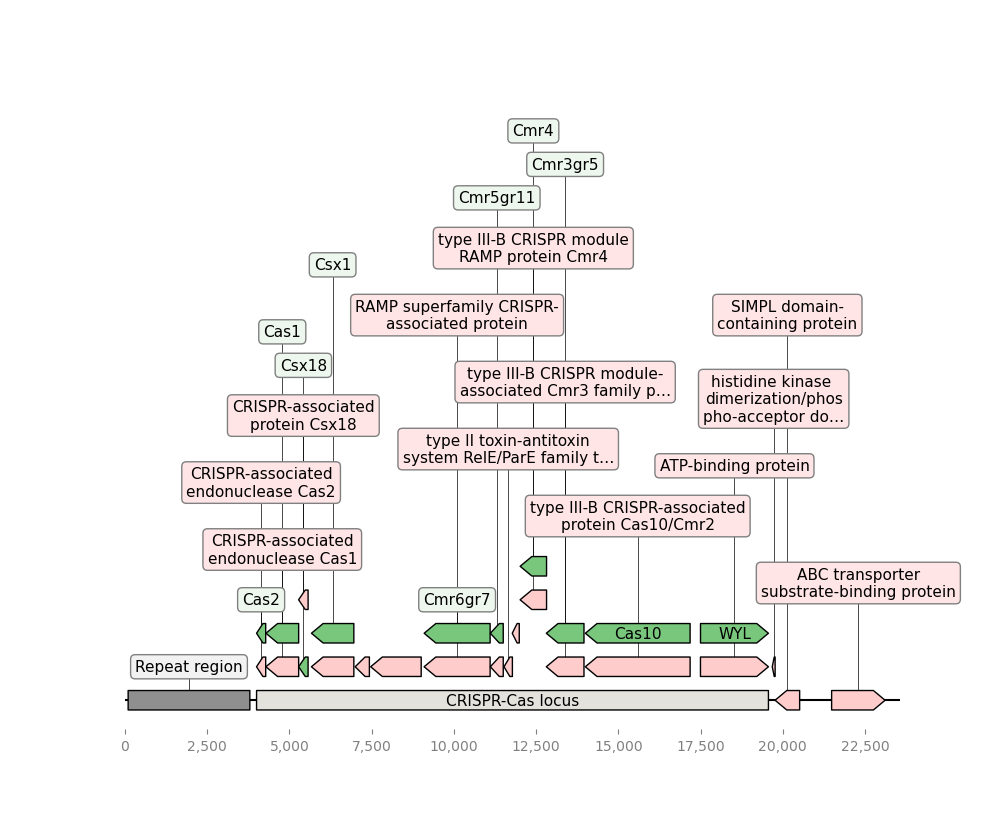 Cmr4
Cmr3gr5
Cmr5gr11
type III-B CRISPR module
RAMP protein Cmr4
Csx1
RAMP superfamily CRISPR-
associated protein
SIMPL domain-
containing protein
Cas1
Csx18
type III-B CRISPR module-
associated Cmr3 family p…
histidine kinase
dimerization/phos
pho-acceptor do…
CRISPR-associated
protein Csx18
type II toxin-antitoxin
system RelE/ParE family t…
ATP-binding protein
CRISPR-associated
endonuclease Cas2
type III-B CRISPR-associated
protein Cas10/Cmr2
CRISPR-associated
endonuclease Cas1
ABC transporter
substrate-binding protein
Cas2
Cmr6gr7
Cas10
WYL
Repeat region
CRISPR-Cas locus
0 2,500 5,000 7,500 10,000 12,500 15,000 17,500 20,000 22,500